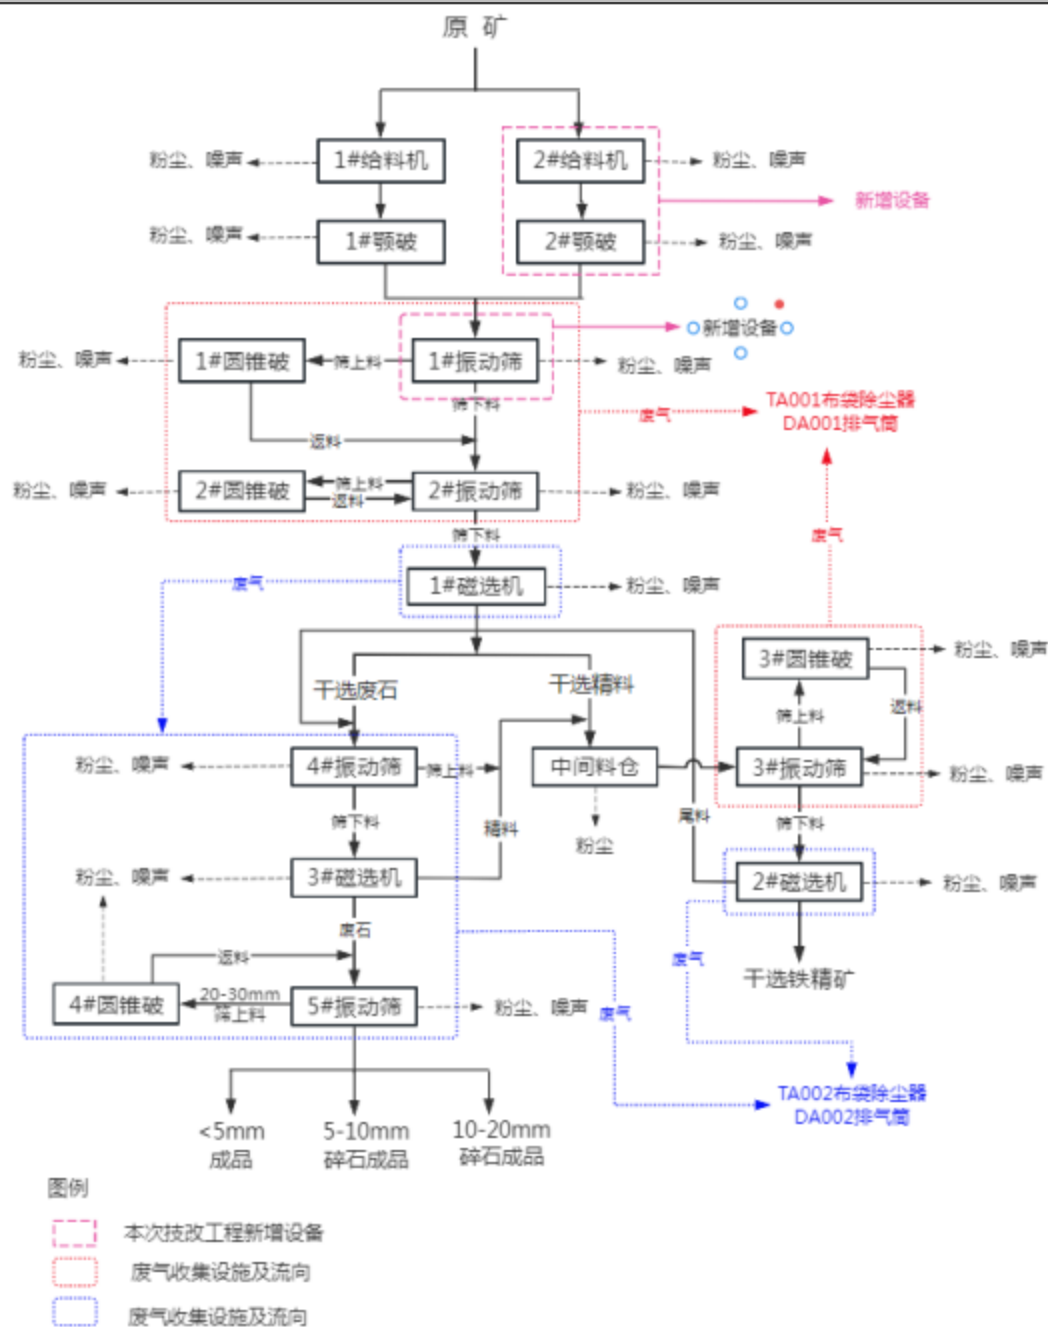 原 矿
粉尘、噪声
1#给料机
2#给料机
粉尘、噪声
新增设备
粉尘、噪声
1#颚破
2#颚破
粉尘、噪声
新增设备
粉尘、噪声
1#圆锥破
筛上料
1#振动筛
粉尘、噪声
筛下料
废气
TA001布袋除尘器
DA001排气筒
返料
粉尘、噪声
2#圆锥破
筛上料
返料
2#振动筛
粉尘、噪声
筛下料
废气
废气
1#磁选机
粉尘、噪声
3#圆锥破
粉尘、噪声
干选废石
干选精料
筛上料
返料
粉尘、噪声
4#振动筛
筛上料
中间料仓
3#振动筛
粉尘、噪声
筛下料
精料
粉尘
尾料
筛下料
粉尘、噪声
3#磁选机
2#磁选机
粉尘、噪声
废石
返料
废气
干选铁精矿
4#圆锥破
20-30mm
筛上料
5#振动筛
粉尘、噪声
废气
TA002布袋除尘器
DA002排气筒
<5mm
成品
5-10mm
碎石成品
10-20mm
碎石成品
图例
本次技改工程新增设备
废气收集设施及流向
废气收集设施及流向